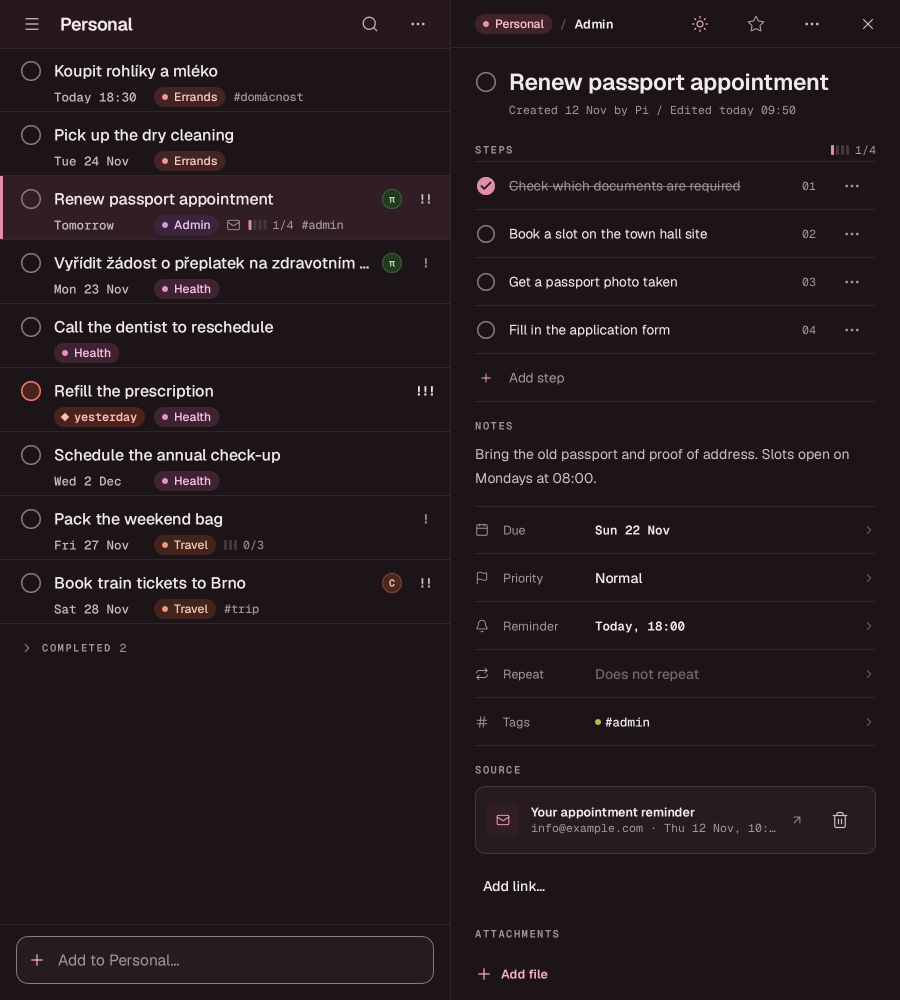 Personal
Koupit rohlíky a mléko
Today 18:30 Errands #domácnost
Pick up the dry cleaning
Tue 24 Nov Errands
Renew passport appointment π !!
Tomorrow Admin 1/4 #admin
Vyřídit žádost o přeplatek na zdravotním … π !
Mon 23 Nov Health
Call the dentist to reschedule
Health
Refill the prescription !!!
yesterday Health
Schedule the annual check-up
Wed 2 Dec Health
Pack the weekend bag !
Fri 27 Nov Travel 0/3
Book train tickets to Brno C !!
Sat 28 Nov Travel #trip
COMPLETED 2
Add to Personal…
Personal / Admin
Renew passport appointment
Created 12 Nov by Pi / Edited today 09:50
STEPS 1/4
Check which documents are required 01
Book a slot on the town hall site 02
Get a passport photo taken 03
Fill in the application form 04
Add step
NOTES
Bring the old passport and proof of address. Slots open on
Mondays at 08:00.
Due Sun 22 Nov
Priority Normal
Reminder Today, 18:00
Repeat Does not repeat
Tags #admin
SOURCE
Your appointment reminder
info@example.com · Thu 12 Nov, 10:…
Add link…
ATTACHMENTS
Add file